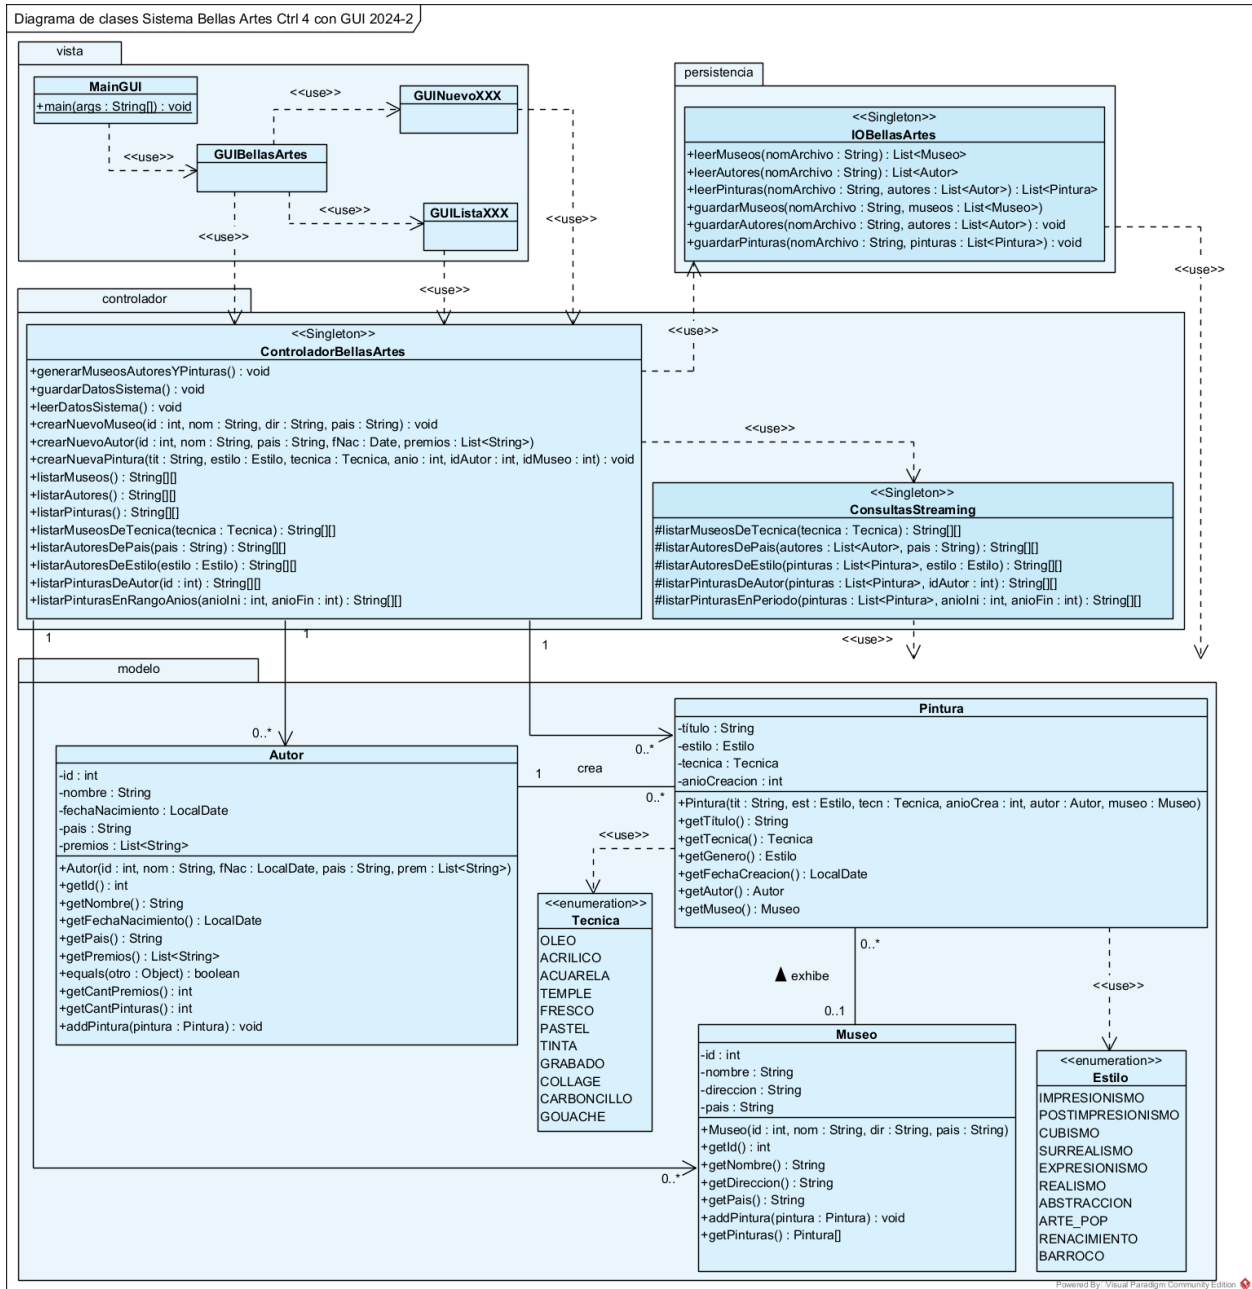 Diagrama de clases Sistema Bellas Artes Ctrl 4 con GUI 2024-2
vista
MainGUI
+main(args : String[]) : void
<<use>>
GUIBellasArtes
<<use>>
GUINuevoXXX
<<use>>
GUIListaXXX
<<use>>
<<use>>
<<use>>
persistencia
<<Singleton>>
IOBellasArtes
+leerMuseos(nomArchivo : String) : List<Museo>
+leerAutores(nomArchivo : String) : List<Autor>
+leerPinturas(nomArchivo : String, autores : List<Autor>) : List<Pintura>
+guardarMuseos(nomArchivo : String, museos : List<Museo>)
+guardarAutores(nomArchivo : String, autores : List<Autor>) : void
+guardarPinturas(nomArchivo : String, pinturas : List<Pintura>) : void
<<use>>
<<use>>
controlador
<<Singleton>>
ControladorBellasArtes
+generarMuseosAutoresYPinturas() : void
+guardarDatosSistema() : void
+leerDatosSistema() : void
+crearNuevoMuseo(id : int, nom : String, dir : String, pais : String) : void
+crearNuevoAutor(id : int, nom : String, pais : String, fNac : Date, premios : List<String>)
+crearNuevaPintura(tit : String, estilo : Estilo, tecnica : Tecnica, anio : int, idAutor : int, idMuseo : int) : void
+listarMuseos() : String[][]
+listarAutores() : String[][]
+listarPinturas() : String[][]
+listarMuseosDeTecnica(tecnica : Tecnica) : String[][]
+listarAutoresDePais(pais : String) : String[][]
+listarAutoresDeEstilo(estilo : Estilo) : String[][]
+listarPinturasDeAutor(id : int) : String[][]
+listarPinturasEnRangoAnios(anioIni : int, anioFin : int) : String[][]
<<use>>
<<Singleton>>
ConsultasStreaming
#listarMuseosDeTecnica(tecnica : Tecnica) : String[][]
#listarAutoresDePais(autores : List<Autor>, pais : String) : String[][]
#listarAutoresDeEstilo(pinturas : List<Pintura>, estilo : Estilo) : String[][]
#listarPinturasDeAutor(pinturas : List<Pintura>, idAutor : int) : String[][]
#listarPinturasEnPeriodo(pinturas : List<Pintura>, anioIni : int, anioFin : int) : String[][]
<<use>>
1
1
1
modelo
0..*
0..*
Autor
-id : int
-nombre : String
-fechaNacimiento : LocalDate
-pais : String
-premios : List<String>
+Autor(id : int, nom : String, fNac : LocalDate, pais : String, prem : List<String>)
+getId() : int
+getNombre() : String
+getFechaNacimiento() : LocalDate
+getPais() : String
+getPremios() : List<String>
+equals(otro : Object) : boolean
+getCantPremios() : int
+getCantPinturas() : int
+addPintura(pintura : Pintura) : void
1
crea
0..*
Pintura
-título : String
-estilo : Estilo
-tecnica : Tecnica
-anioCreacion : int
+Pintura(tit : String, est : Estilo, tecn : Tecnica, anioCrea : int, autor : Autor, museo : Museo)
+getTítulo() : String
+getTecnica() : Tecnica
+getGenero() : Estilo
+getFechaCreacion() : LocalDate
+getAutor() : Autor
+getMuseo() : Museo
<<use>>
<<enumeration>>
Tecnica
OLEO
ACRILICO
ACUARELA
TEMPLE
FRESCO
PASTEL
TINTA
GRABADO
COLLAGE
CARBONCILLO
GOUACHE
0..*
exhibe
0..1
<<use>>
Museo
-id : int
-nombre : String
-direccion : String
-pais : String
+Museo(id : int, nom : String, dir : String, pais : String)
+getId() : int
+getNombre() : String
+getDireccion() : String
+getPais() : String
+addPintura(pintura : Pintura) : void
+getPinturas() : Pintura[]
0..*
<<enumeration>>
Estilo
IMPRESIONISMO
POSTIMPRESIONISMO
CUBISMO
SURREALISMO
EXPRESIONISMO
REALISMO
ABSTRACCION
ARTE_POP
RENACIMIENTO
BARROCO
Powered By Visual Paradigm Community Edition